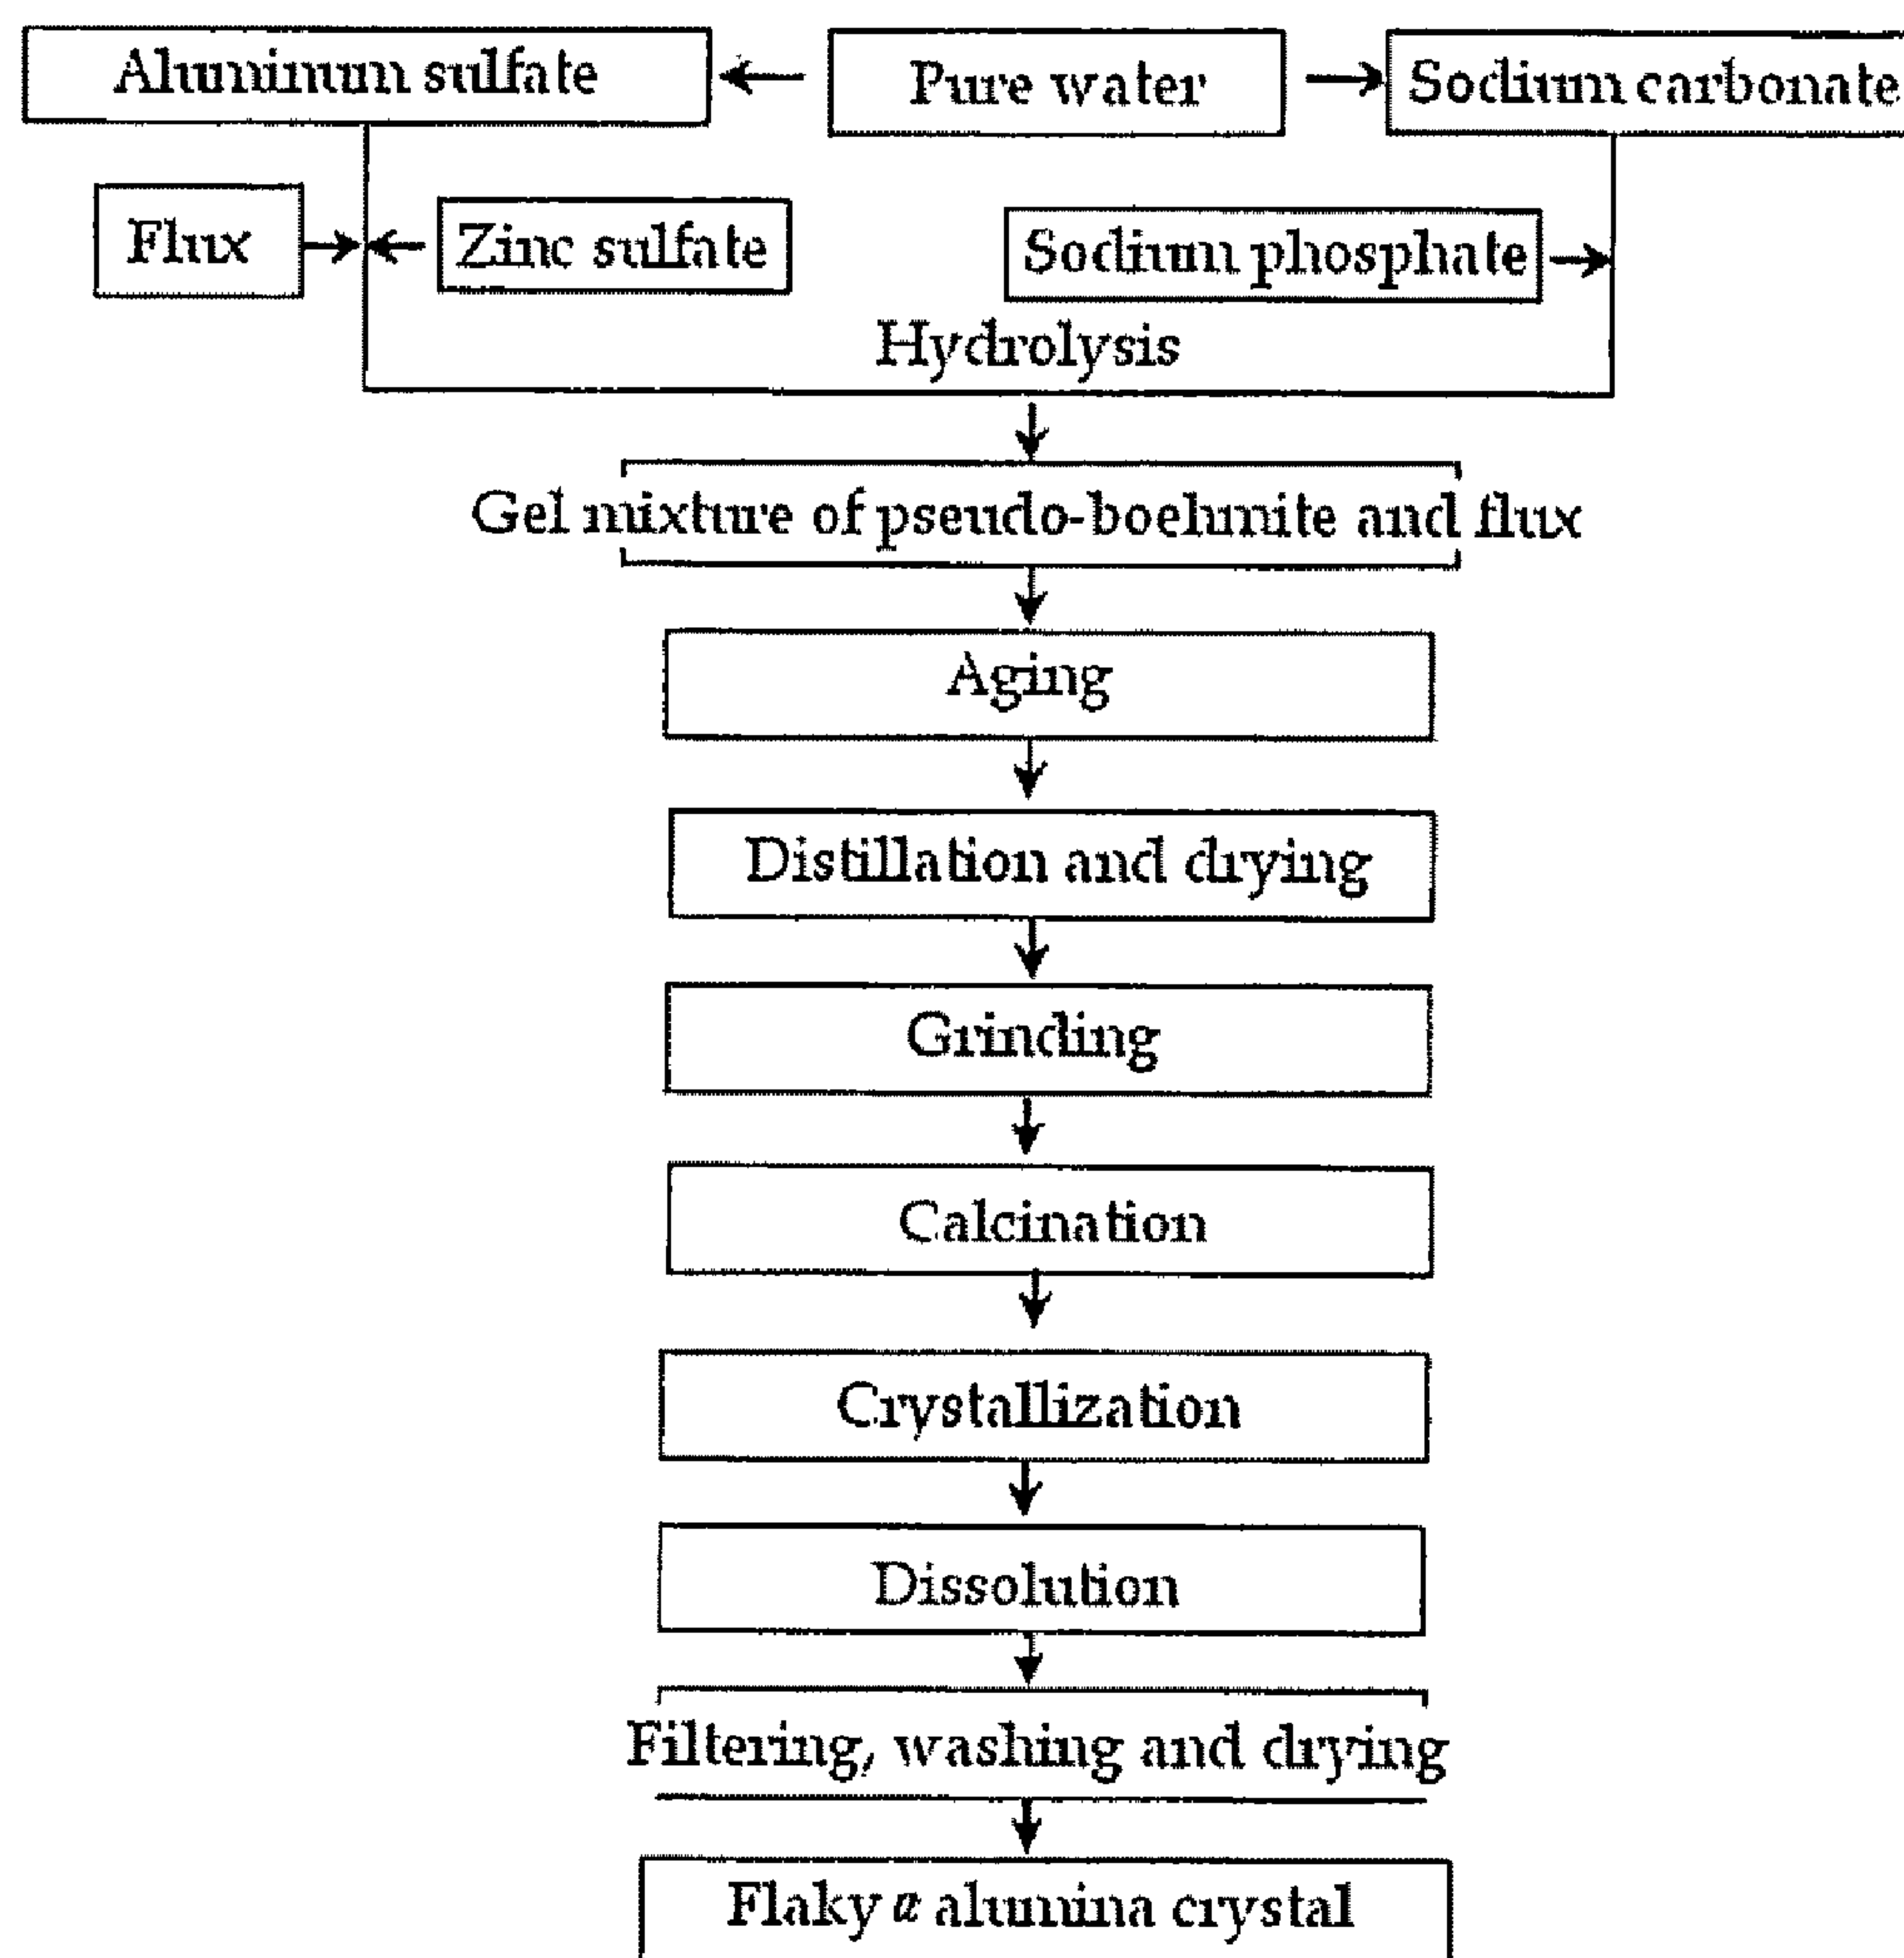 Aluminum sulfate
Pure water
Sodium carbonate
Flux
Zinc sulfate
Sodium phosphate
Hydrolysis
Gel mixture of pseudo-boehmite and flux
Aging
Distillation and drying
Grinding
Calcination
Crystallization
Dissolution
Filtering, washing and drying
Flaky α alumina crystal